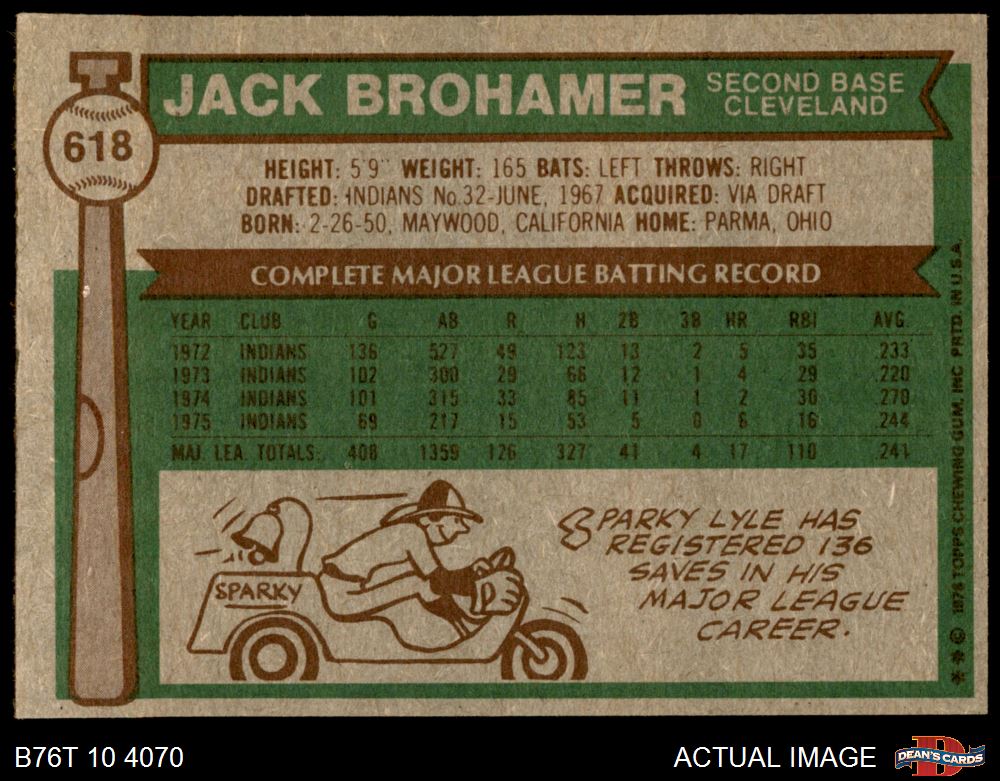 618
JACK BROHAMER SECOND BASE
CLEVELAND
HEIGHT: 5'9" WEIGHT: 165 BATS: LEFT THROWS: RIGHT
DRAFTED: INDIANS No.32-JUNE, 1967 ACQUIRED: VIA DRAFT
BORN: 2-26-50, MAYWOOD, CALIFORNIA HOME: PARMA, OHIO
COMPLETE MAJOR LEAGUE BATTING RECORD
YEAR CLUB G AB R H 2B 3B HR RBI AVG.
1972 INDIANS 136 527 49 123 13 2 5 35 .233
1973 INDIANS 102 300 29 66 12 1 4 29 .220
1974 INDIANS 101 315 33 85 11 1 2 30 .270
1975 INDIANS 69 217 15 53 5 0 6 16 .244
MAJ. LEA. TOTALS: 408 1359 126 327 41 4 17 110 .241
SPARKY
SPARKY LYLE HAS
REGISTERED 136
SAVES IN HIS
MAJOR LEAGUE
CAREER.
** © 1976 TOPPS CHEWING GUM, INC PRTD. IN U.S.A.
B76T 10 4070
ACTUAL IMAGE
D
DEAN'S CARDS